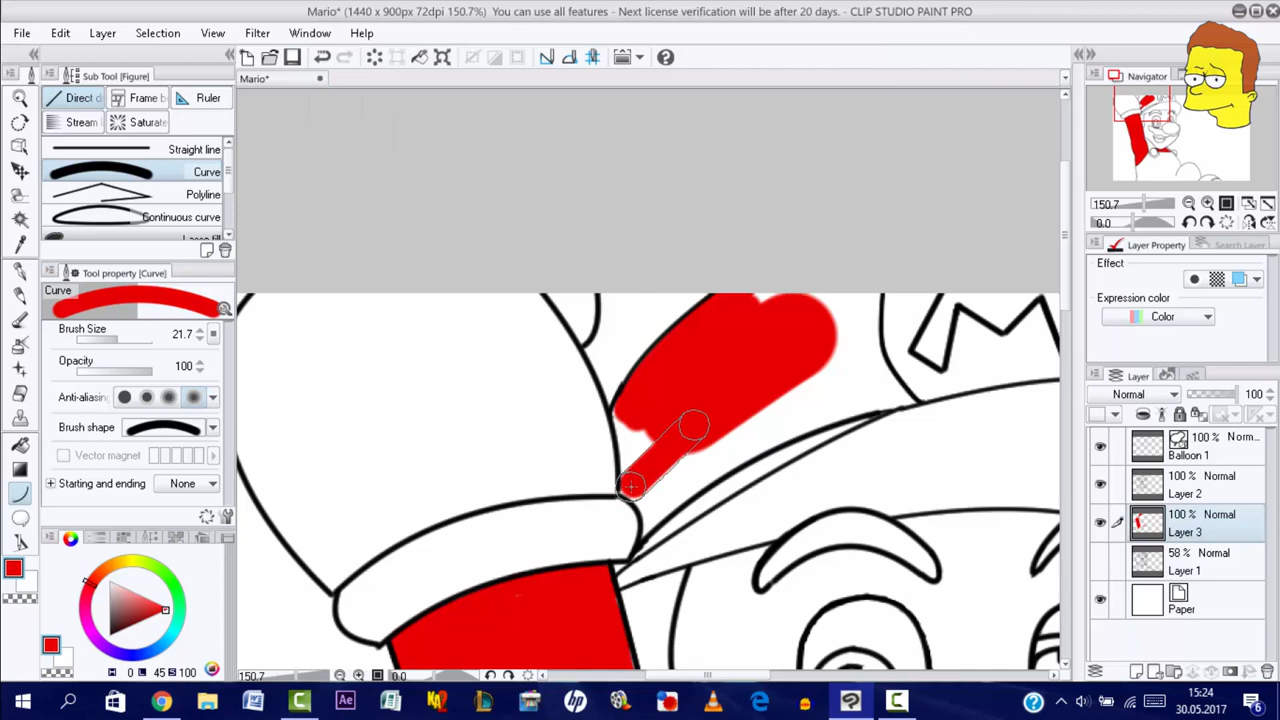 Mario* (1440 x 900px 72dpi 150.7%) You can use all features - Next license verification will be after 20 days. - CLIP STUDIO PAINT PRO
File Edit Layer Selection View Filter Window Help
Sub Tool [Figure]
Mario*
Navigator
Direct d Frame b Ruler
Stream Saturate
Straight line
Curve
Polyline
Continuous curve
150.7
0.0
Layer Property Search Layer
Effect
Expression color
Color
Tool property [Curve]
Curve
Brush Size 21.7
Opacity 100
Anti-aliasing
Brush shape
Vector magnet
Starting and ending None
Layer
Normal 100
100 % Norm...
Balloon 1
100 % Normal
Layer 2
100 % Normal
Layer 3
58 % Normal
Layer 1
Paper
0 45 100
150.7 0.0
15:24
30.05.2017
6